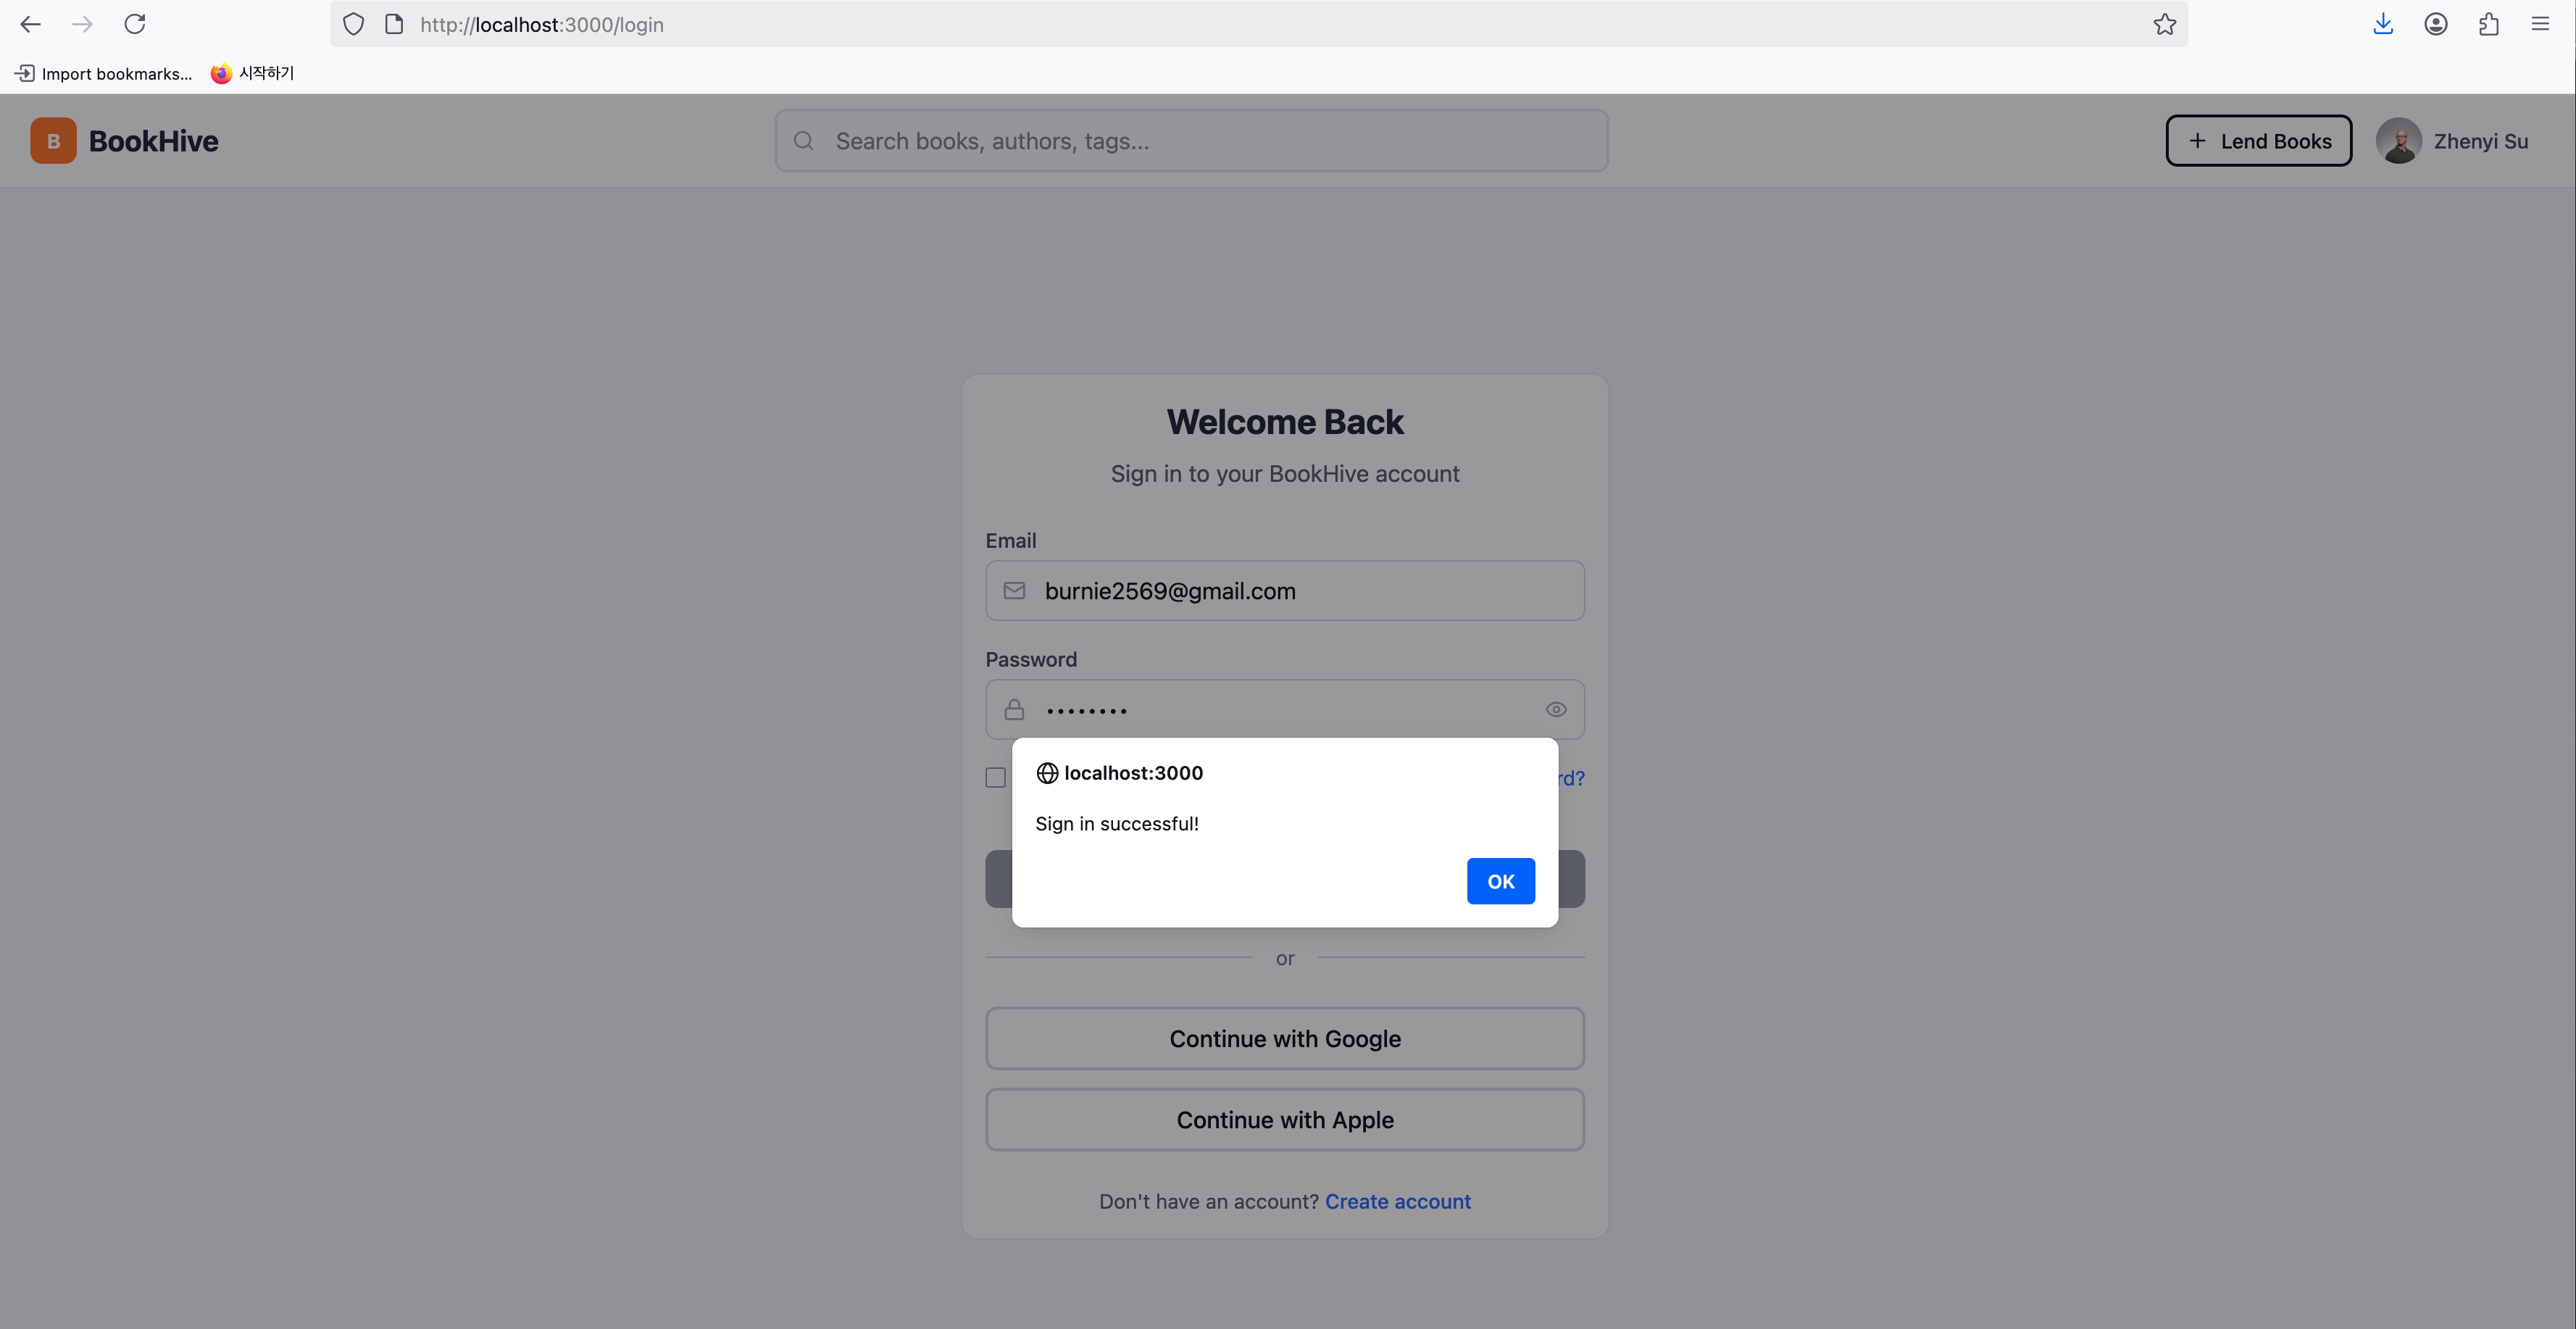 http://localhost:3000/login
Import bookmarks... 시작하기
B BookHive Search books, authors, tags... + Lend Books Zhenyi Su
Welcome Back
Sign in to your BookHive account
Email
burnie2569@gmail.com
Password
••••••••
localhost:3000
rd?
Sign in successful!
OK
or
Continue with Google
Continue with Apple
Don't have an account? Create account